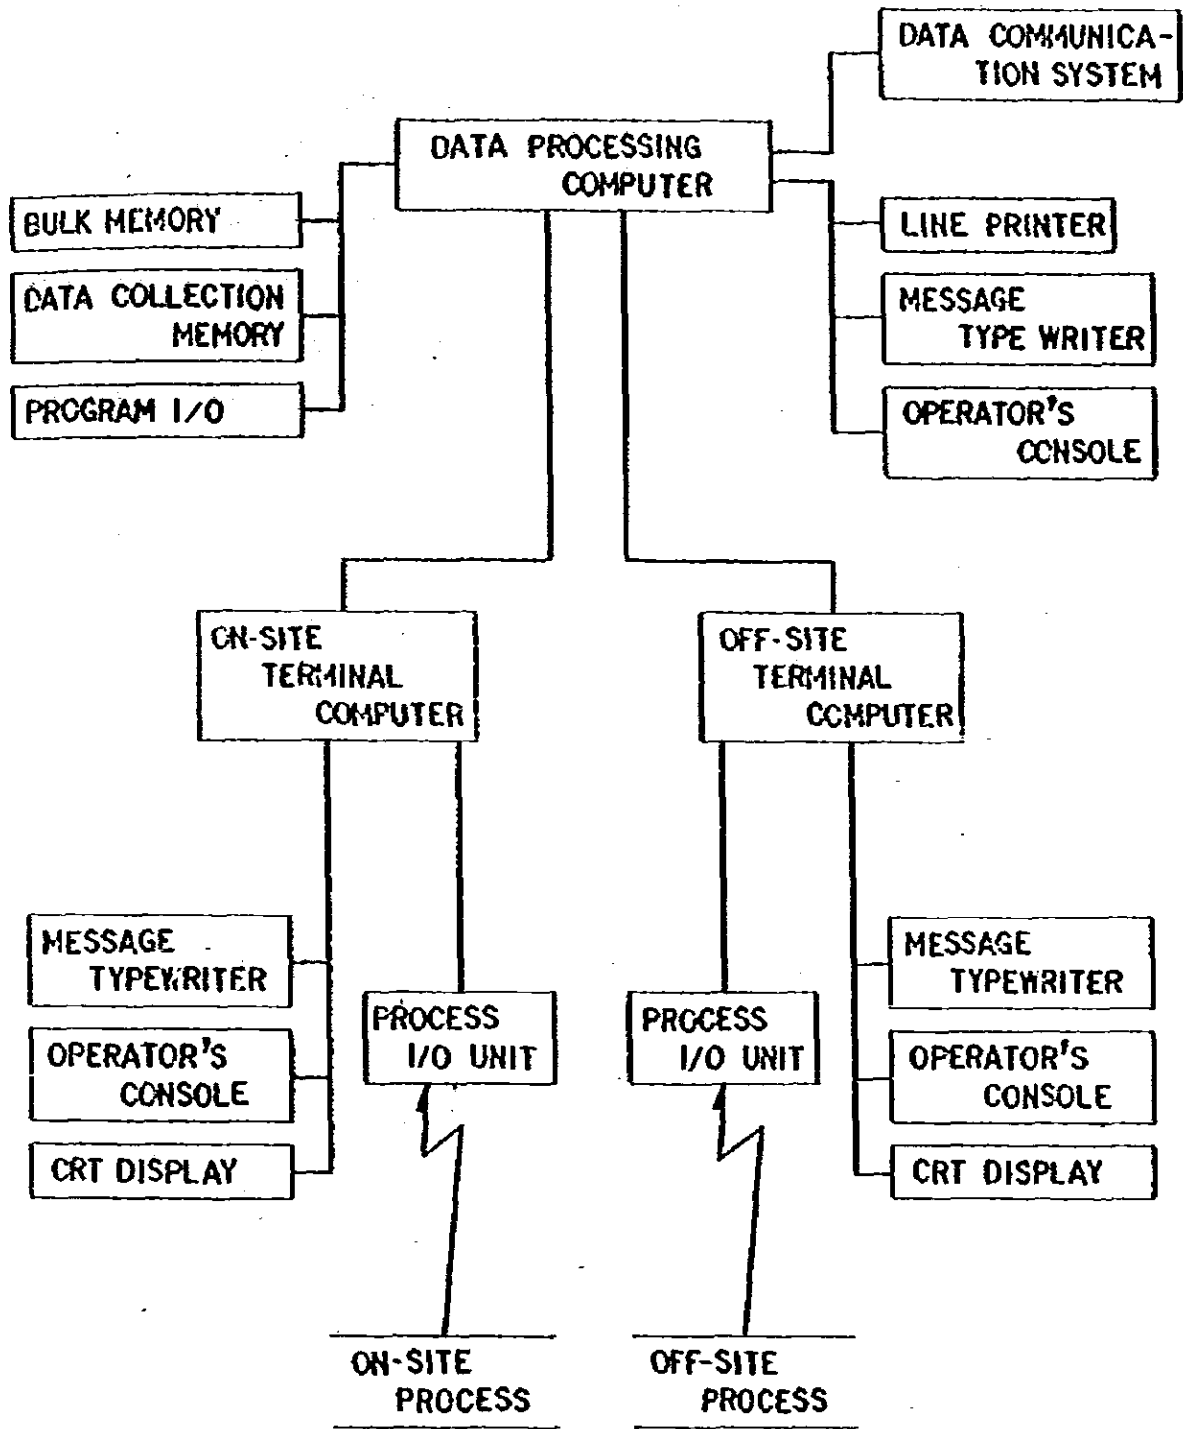 DATA COMMUNICA-
TION SYSTEM
DATA PROCESSING
COMPUTER
BULK MEMORY
DATA COLLECTION
MEMORY
PROGRAM I/O
LINE PRINTER
MESSAGE
TYPE WRITER
OPERATOR'S
CONSOLE
ON-SITE
TERMINAL
COMPUTER
OFF-SITE
TERMINAL
COMPUTER
MESSAGE
TYPEWRITER
OPERATOR'S
CONSOLE
CRT DISPLAY
PROCESS
I/O UNIT
PROCESS
I/O UNIT
MESSAGE
TYPEWRITER
OPERATOR'S
CONSOLE
CRT DISPLAY
ON-SITE
PROCESS
OFF-SITE
PROCESS